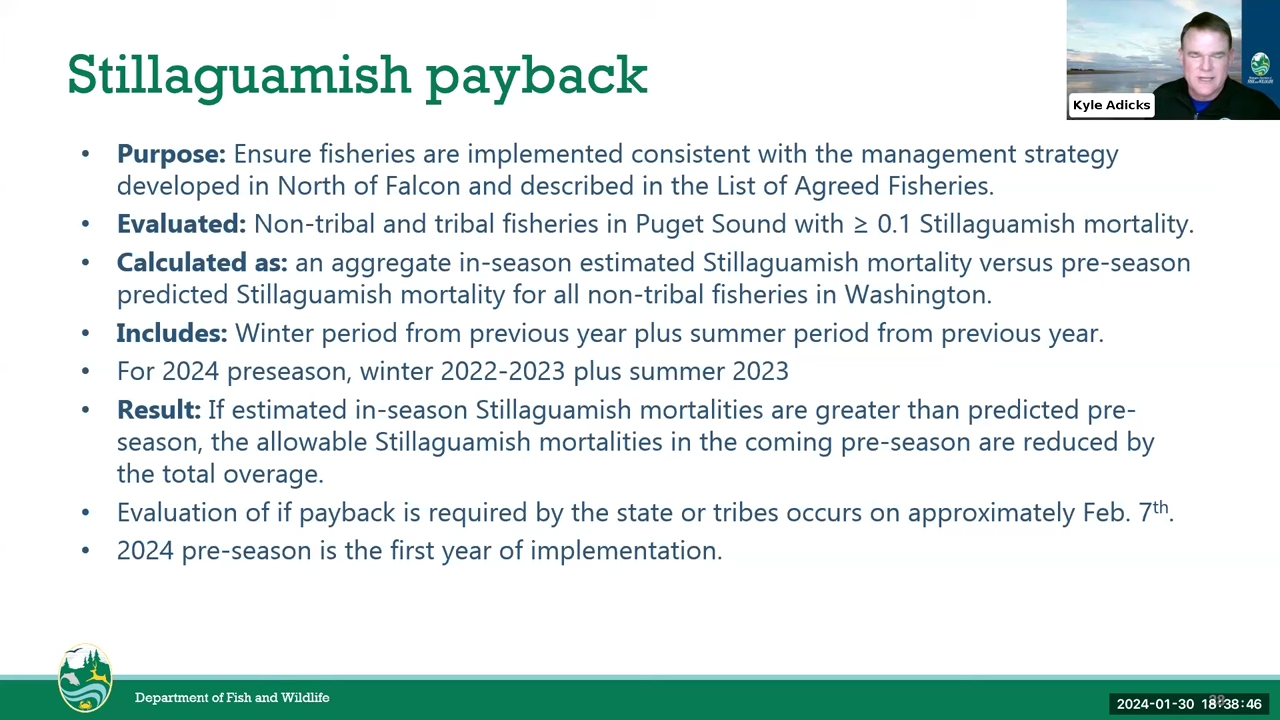 Stillaguamish payback
Kyle Adicks
• Purpose: Ensure fisheries are implemented consistent with the management strategy
developed in North of Falcon and described in the List of Agreed Fisheries.
• Evaluated: Non-tribal and tribal fisheries in Puget Sound with ≥ 0.1 Stillaguamish mortality.
• Calculated as: an aggregate in-season estimated Stillaguamish mortality versus pre-season
predicted Stillaguamish mortality for all non-tribal fisheries in Washington.
• Includes: Winter period from previous year plus summer period from previous year.
• For 2024 preseason, winter 2022-2023 plus summer 2023
• Result: If estimated in-season Stillaguamish mortalities are greater than predicted pre-
season, the allowable Stillaguamish mortalities in the coming pre-season are reduced by
the total overage.
• Evaluation of if payback is required by the state or tribes occurs on approximately Feb. 7th.
• 2024 pre-season is the first year of implementation.
Department of Fish and Wildlife
2024-01-30 18:38:46